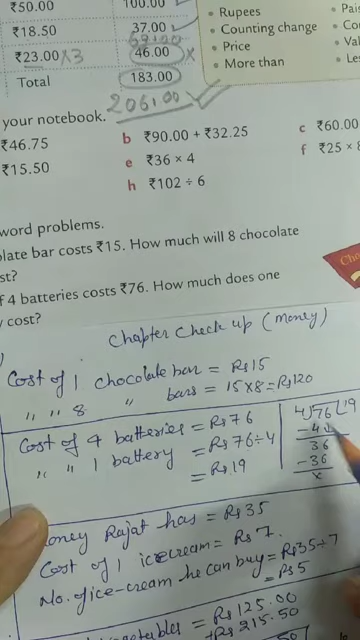 ₹50.00 100.00
₹18.50 37.00
69.00
₹23.00 ×3 46.00 ×
Total 183.00
206.00
• Rupees
• Counting change
• Price
• More than
your notebook.
₹46.75 b ₹90.00 + ₹32.25 c ₹60.00
₹15.50 e ₹36 × 4 f ₹25 ×
h ₹102 ÷ 6
word problems.
late bar costs ₹15. How much will 8 chocolate
st?
f 4 batteries costs ₹76. How much does one
cost?
Chapter Check up (money)
Cost of 1 chocolate bar = Rs 15
" " 8 " bars = 15×8 = Rs 120
Cost of 4 batteries = Rs 76
" " 1 battery = Rs 76÷4
= Rs 19
4 76 19
- 4
36
- 36
x
oney Rajat has = Rs 35
Cost of 1 icecream = Rs 7
No. of ice-cream he can buy = Rs 35÷7
= Rs 5
etables = Rs 125.00
Rs 215.50